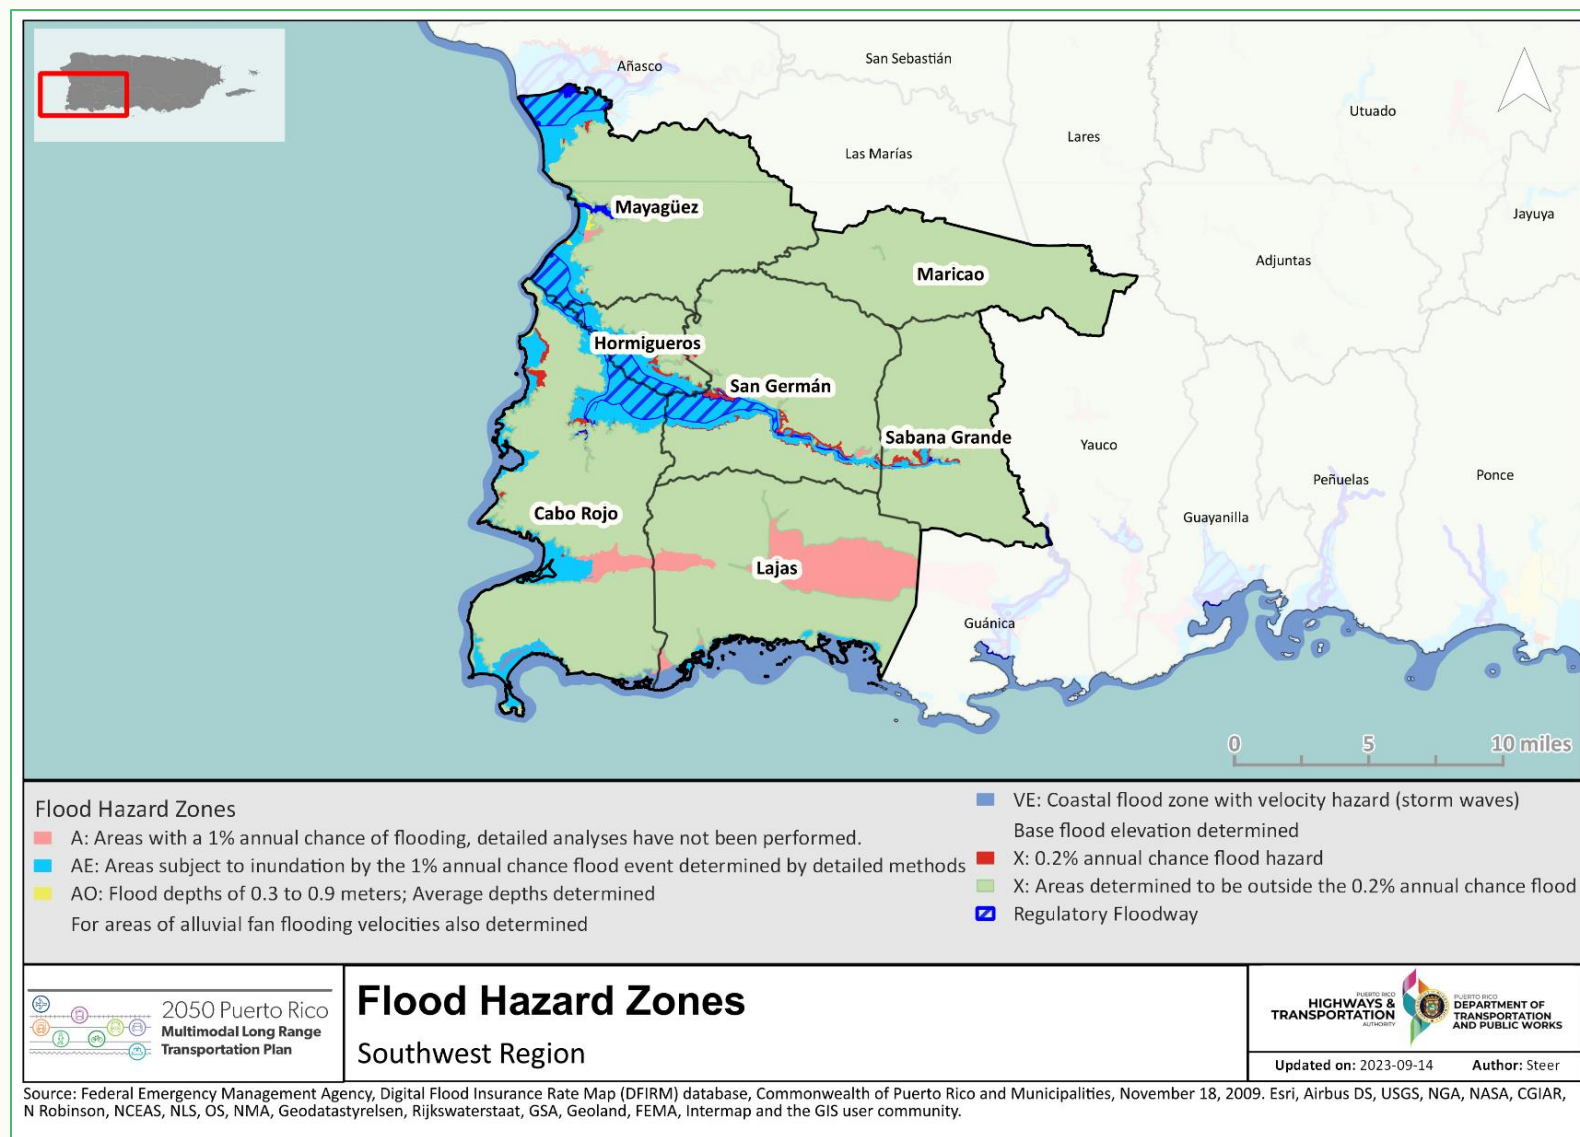 Añasco
San Sebastián
Utuado
Lares
Las Marías
Mayagüez
Jayuya
Maricao
Adjuntas
Hormigueros
San Germán
Sabana Grande
Yauco
Peñuelas
Ponce
Cabo Rojo
Guayanilla
Lajas
Guánica
0 5 10 miles
Flood Hazard Zones
A: Areas with a 1% annual chance of flooding, detailed analyses have not been performed.
AE: Areas subject to inundation by the 1% annual chance flood event determined by detailed methods
AO: Flood depths of 0.3 to 0.9 meters; Average depths determined
For areas of alluvial fan flooding velocities also determined
VE: Coastal flood zone with velocity hazard (storm waves)
Base flood elevation determined
X: 0.2% annual chance flood hazard
X: Areas determined to be outside the 0.2% annual chance flood
Regulatory Floodway
2050 Puerto Rico
Multimodal Long Range
Transportation Plan
Flood Hazard Zones
Southwest Region
PUERTO RICO
HIGHWAYS &
TRANSPORTATION
AUTHORITY
PUERTO RICO
DEPARTMENT OF
TRANSPORTATION
AND PUBLIC WORKS
Updated on: 2023-09-14 Author: Steer
Source: Federal Emergency Management Agency, Digital Flood Insurance Rate Map (DFIRM) database, Commonwealth of Puerto Rico and Municipalities, November 18, 2009. Esri, Airbus DS, USGS, NGA, NASA, CGIAR,
N Robinson, NCEAS, NLS, OS, NMA, Geodatastyrelsen, Rijkswaterstaat, GSA, Geoland, FEMA, Intermap and the GIS user community.